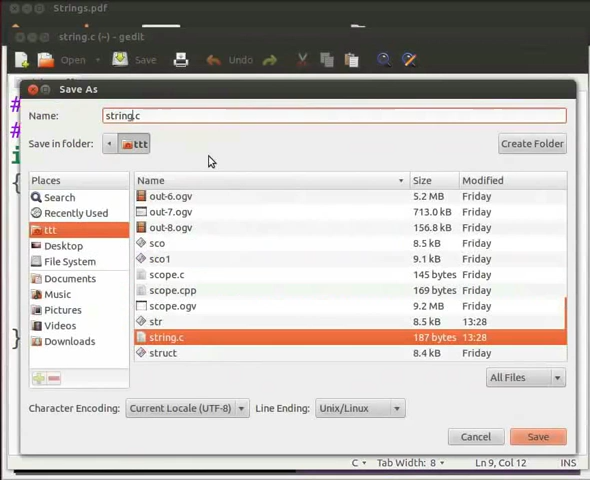 Strings.pdf
string.c (~) - gedit
Open Save Undo
Save As
Name: string.c
Save in folder: ttt Create Folder
Places Name Size Modified
Search out-6.ogv 5.2 MB Friday
Recently Used out-7.ogv 713.0 kB Friday
ttt out-8.ogv 156.8 kB Friday
Desktop sco 8.5 kB Friday
File System sco1 9.1 kB Friday
Documents scope.c 145 bytes Friday
Music scope.cpp 169 bytes Friday
Pictures scope.ogv 9.2 MB Friday
Videos str 8.5 kB 13:28
Downloads string.c 187 bytes 13:28
struct 8.4 kB Friday
All Files
Character Encoding: Current Locale (UTF-8) Line Ending: Unix/Linux
Cancel Save
C Tab Width: 8 Ln 9, Col 12 INS